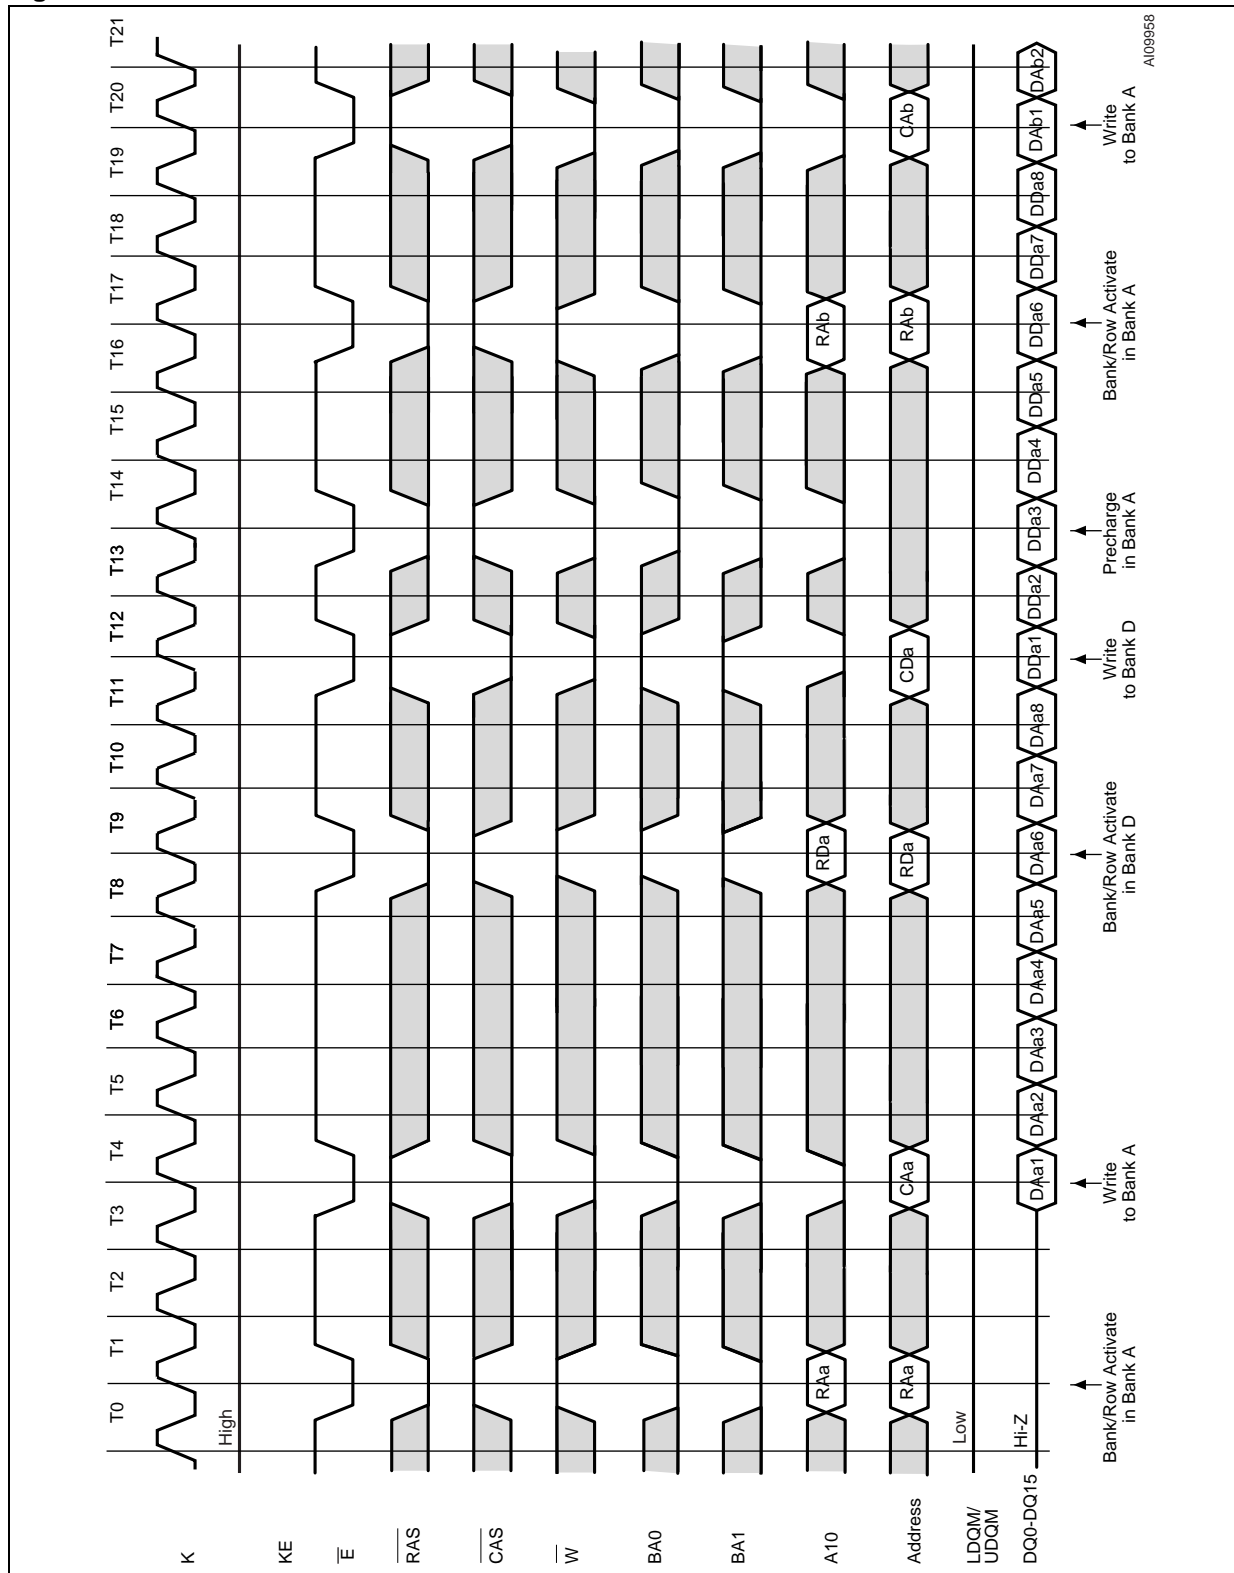 T0 T1 T2 T3 T4 T5 T6 T7 T8 T9 T10 T11 T12 T13 T14 T15 T16 T17 T18 T19 T20 T21
K
High
KE
E
RAS
CAS
W
BA0
BA1
RAa RDa RAb
A10
RAa CAa RDa CDa RAb CAb
Address
Low
LDQM/
UDQM
Hi-Z
DAa1 DAa2 DAa3 DAa4 DAa5 DAa6 DAa7 DAa8 DDa1 DDa2 DDa3 DDa4 DDa5 DDa6 DDa7 DDa8 DAb1 DAb2
DQ0-DQ15
Bank/Row Activate
in Bank A
Write
to Bank A
Bank/Row Activate
in Bank D
Write
to Bank D
Precharge
in Bank A
Bank/Row Activate
in Bank A
Write
to Bank A
AI09958